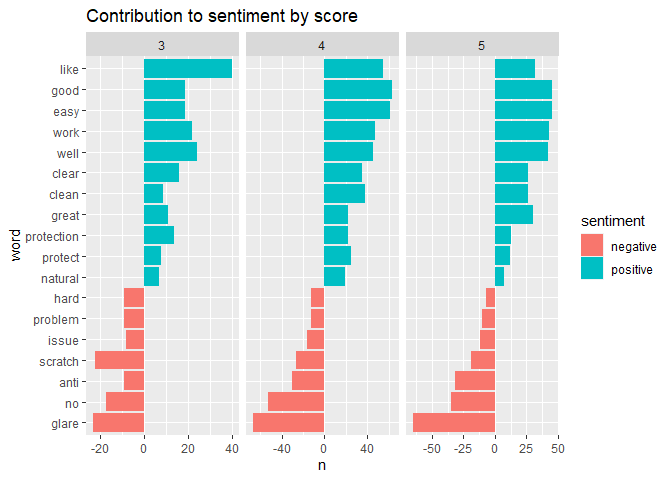 Contribution to sentiment by score
3 4 5
like
good
easy
work
well
clear
clean
great
protection
protect
natural
hard
problem
issue
scratch
anti
no
glare
word
sentiment
negative
positive
-20 0 20 40 -40 0 40 -50 -25 0 25 50
n